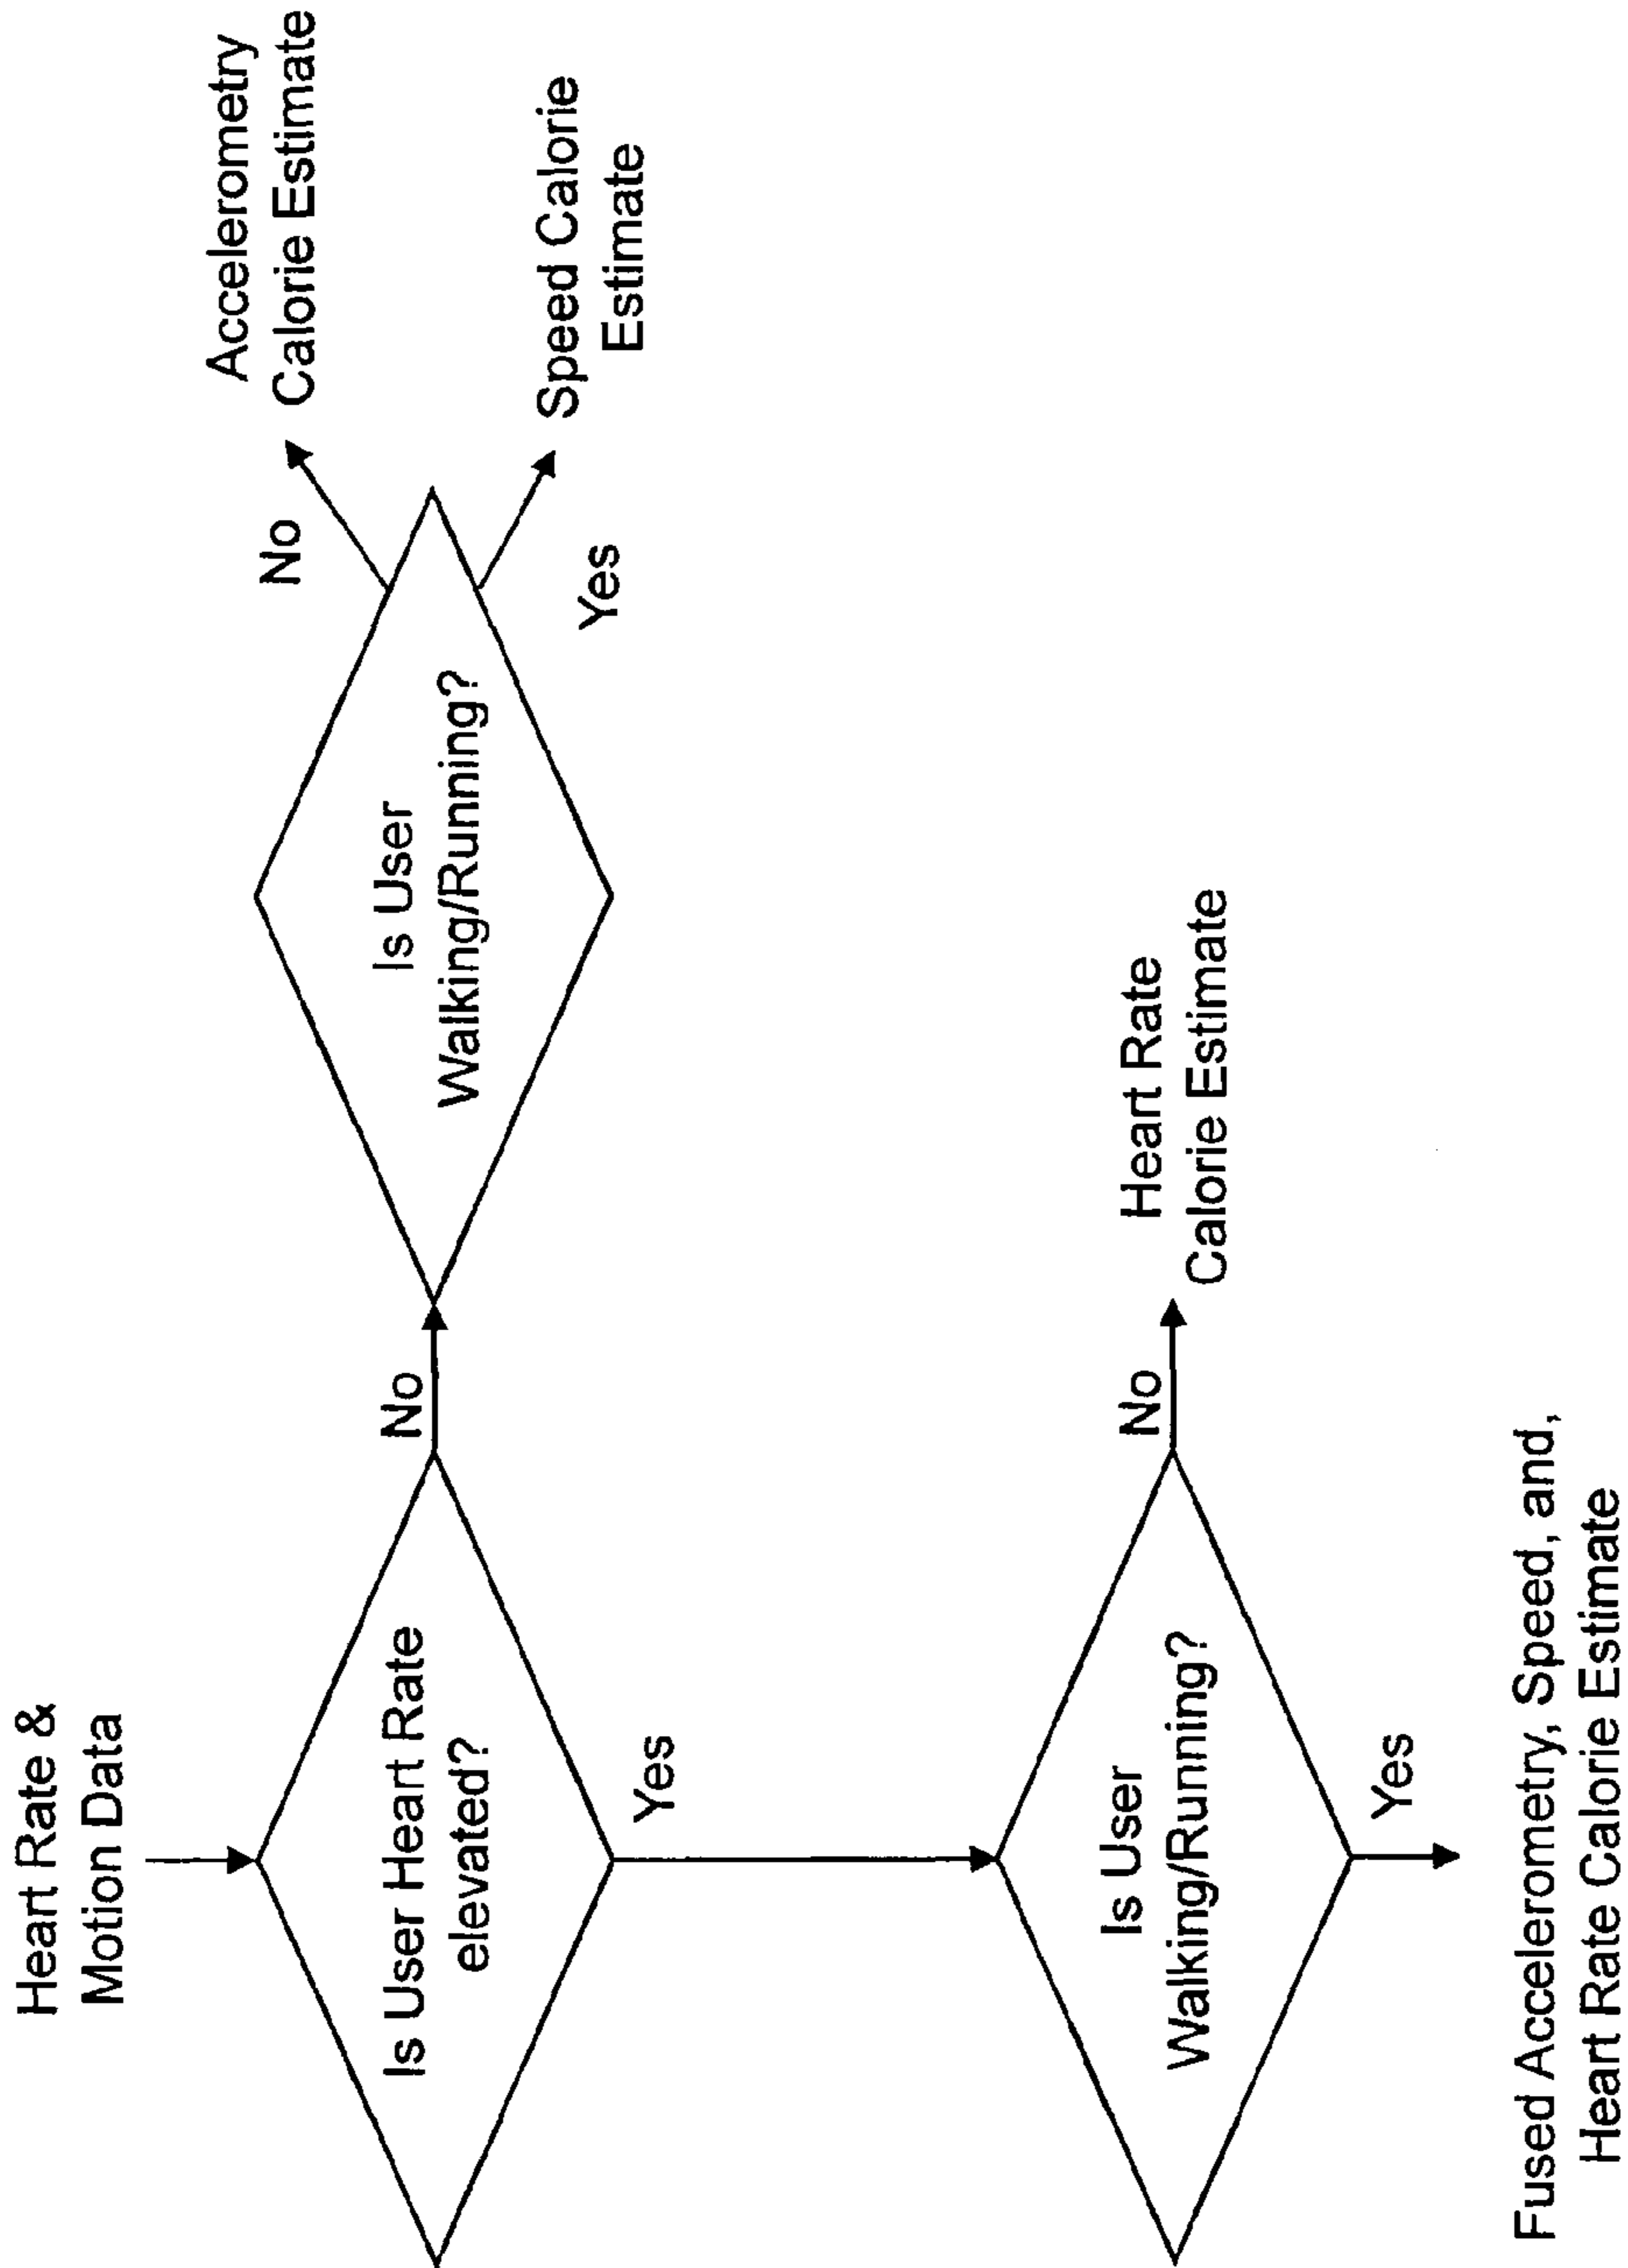 Heart Rate &
Motion Data
Is User Heart Rate
elevated?
No
Is User
Walking/Running?
No
Accelerometry
Calorie Estimate
Yes
Speed Calorie
Estimate
Yes
Is User
Walking/Running?
No
Heart Rate
Calorie Estimate
Yes
Fused Accelerometry, Speed, and,
Heart Rate Calorie Estimate